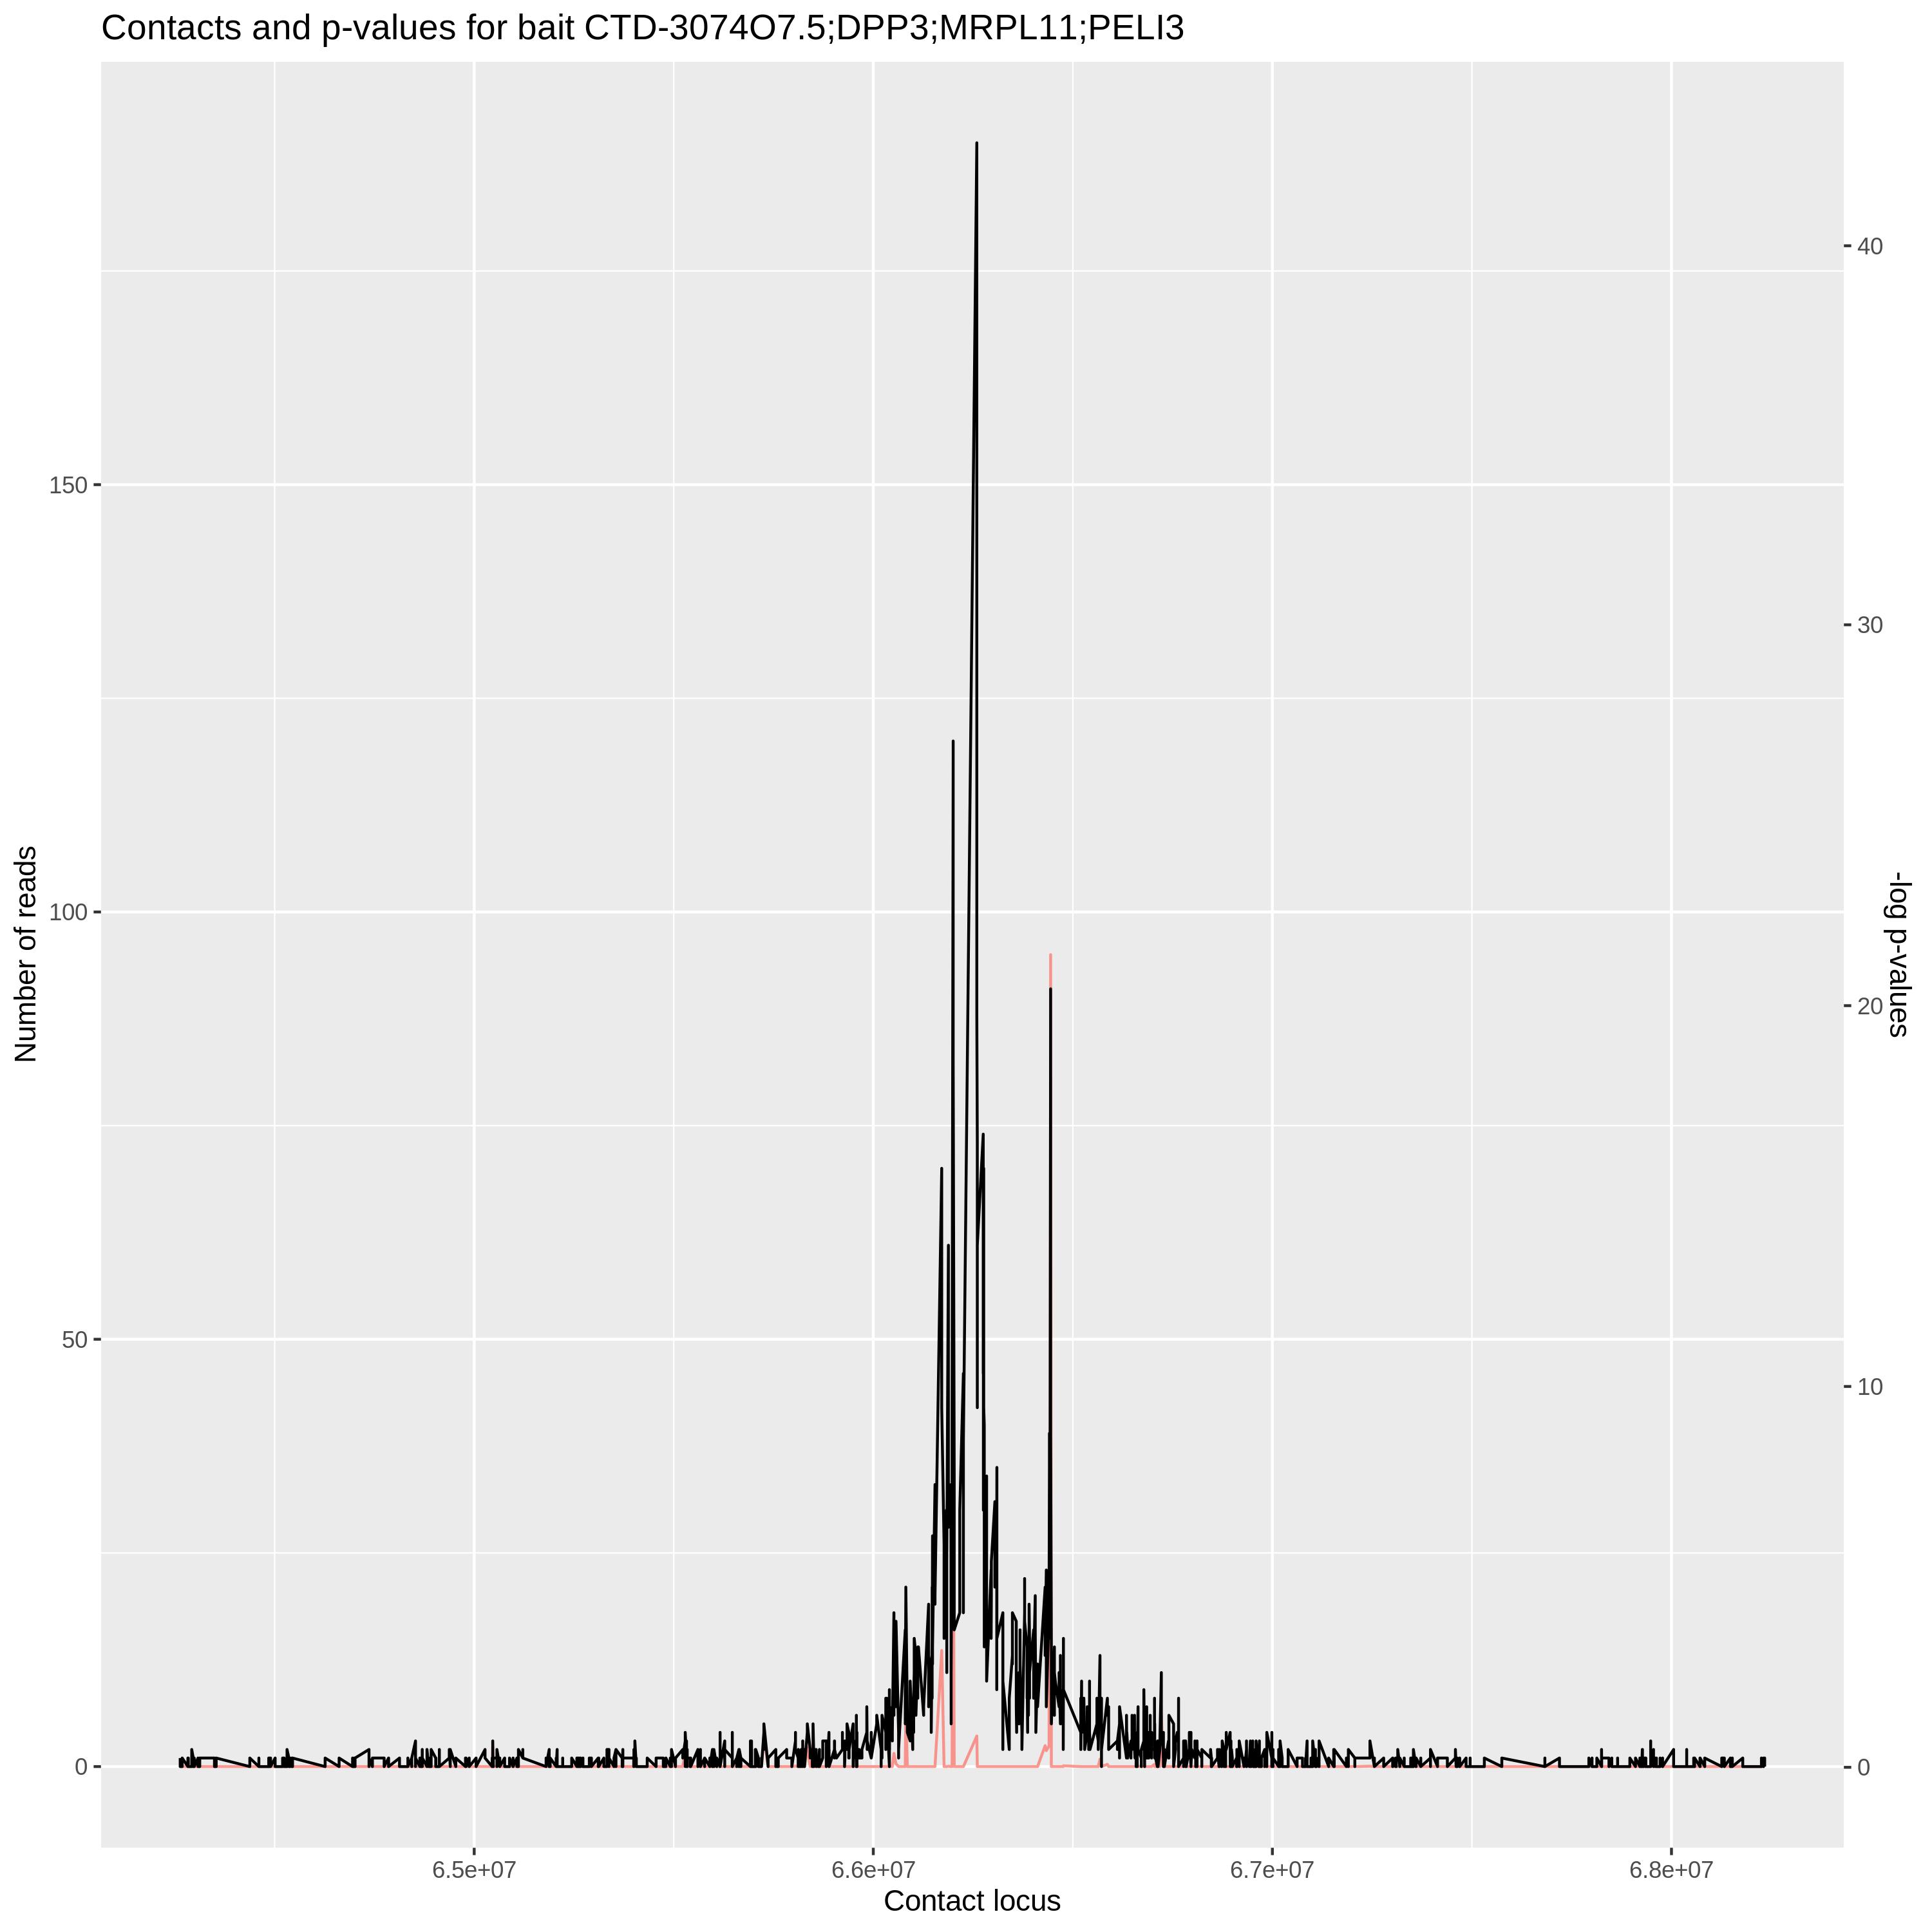 Contacts and p-values for bait CTD-3074O7.5;DPP3;MRPL11;PELI3
Number of reads
150
100
50
0
40
30
20
10
0
-log p-values
6.5e+07 6.6e+07 6.7e+07 6.8e+07
Contact locus